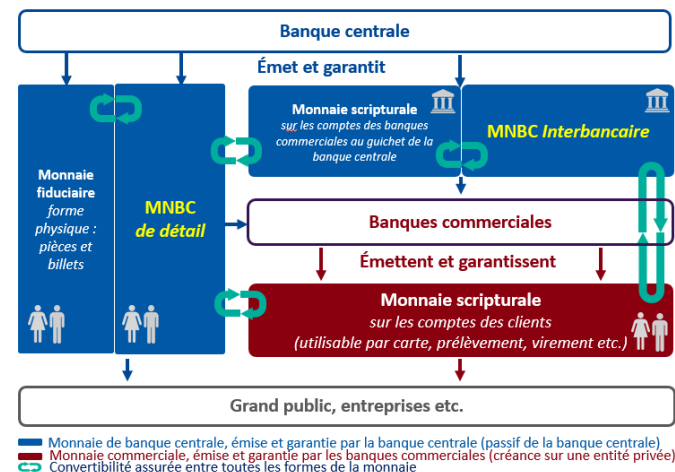 Banque centrale
Émet et garantit
Monnaie
fiduciaire
forme
physique :
pièces et
billets
MNBC
de détail
Monnaie scripturale
sur les comptes des banques
commerciales au guichet de la
banque centrale
MNBC Interbancaire
Banques commerciales
Émettent et garantissent
Monnaie scripturale
sur les comptes des clients
(utilisable par carte, prélèvement, virement etc.)
Grand public, entreprises etc.
Monnaie de banque centrale, émise et garantie par la banque centrale (passif de la banque centrale)
Monnaie commerciale, émise et garantie par les banques commerciales (créance sur une entité privée)
Convertibilité assurée entre toutes les formes de la monnaie